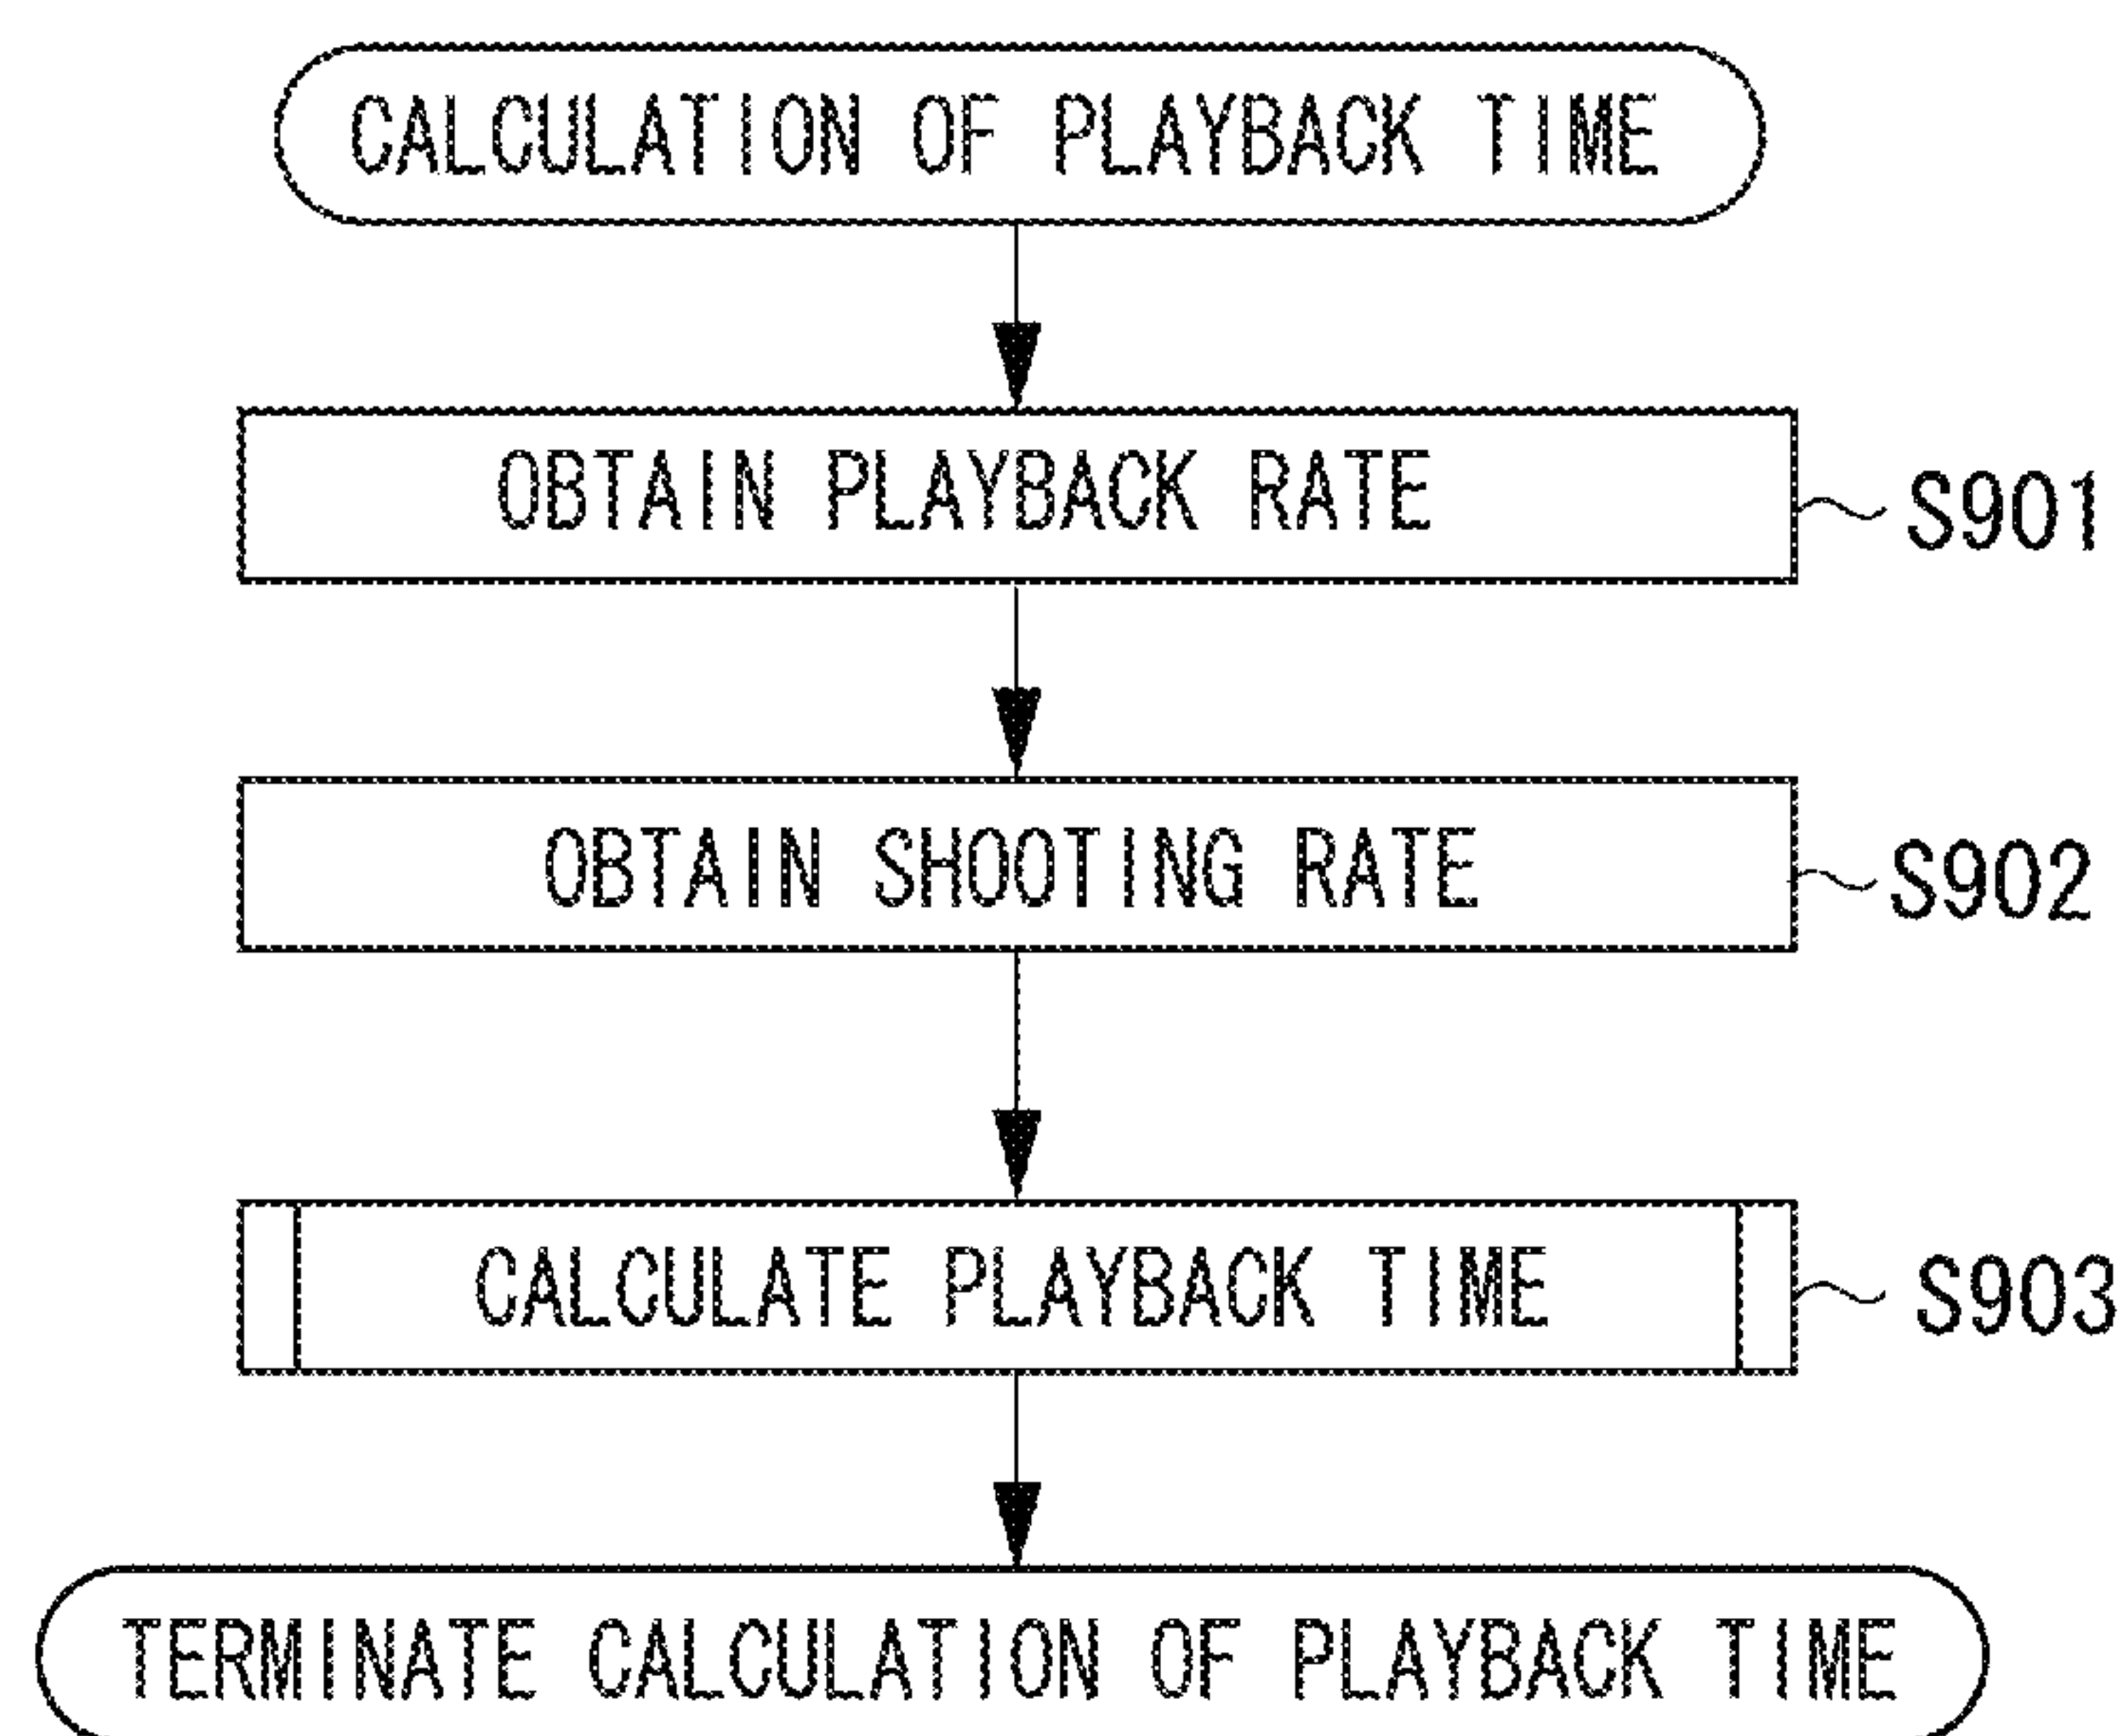 CALCULATION OF PLAYBACK TIME
OBTAIN PLAYBACK RATE
S901
OBTAIN SHOOTING RATE
S902
CALCULATE PLAYBACK TIME
S903
TERMINATE CALCULATION OF PLAYBACK TIME